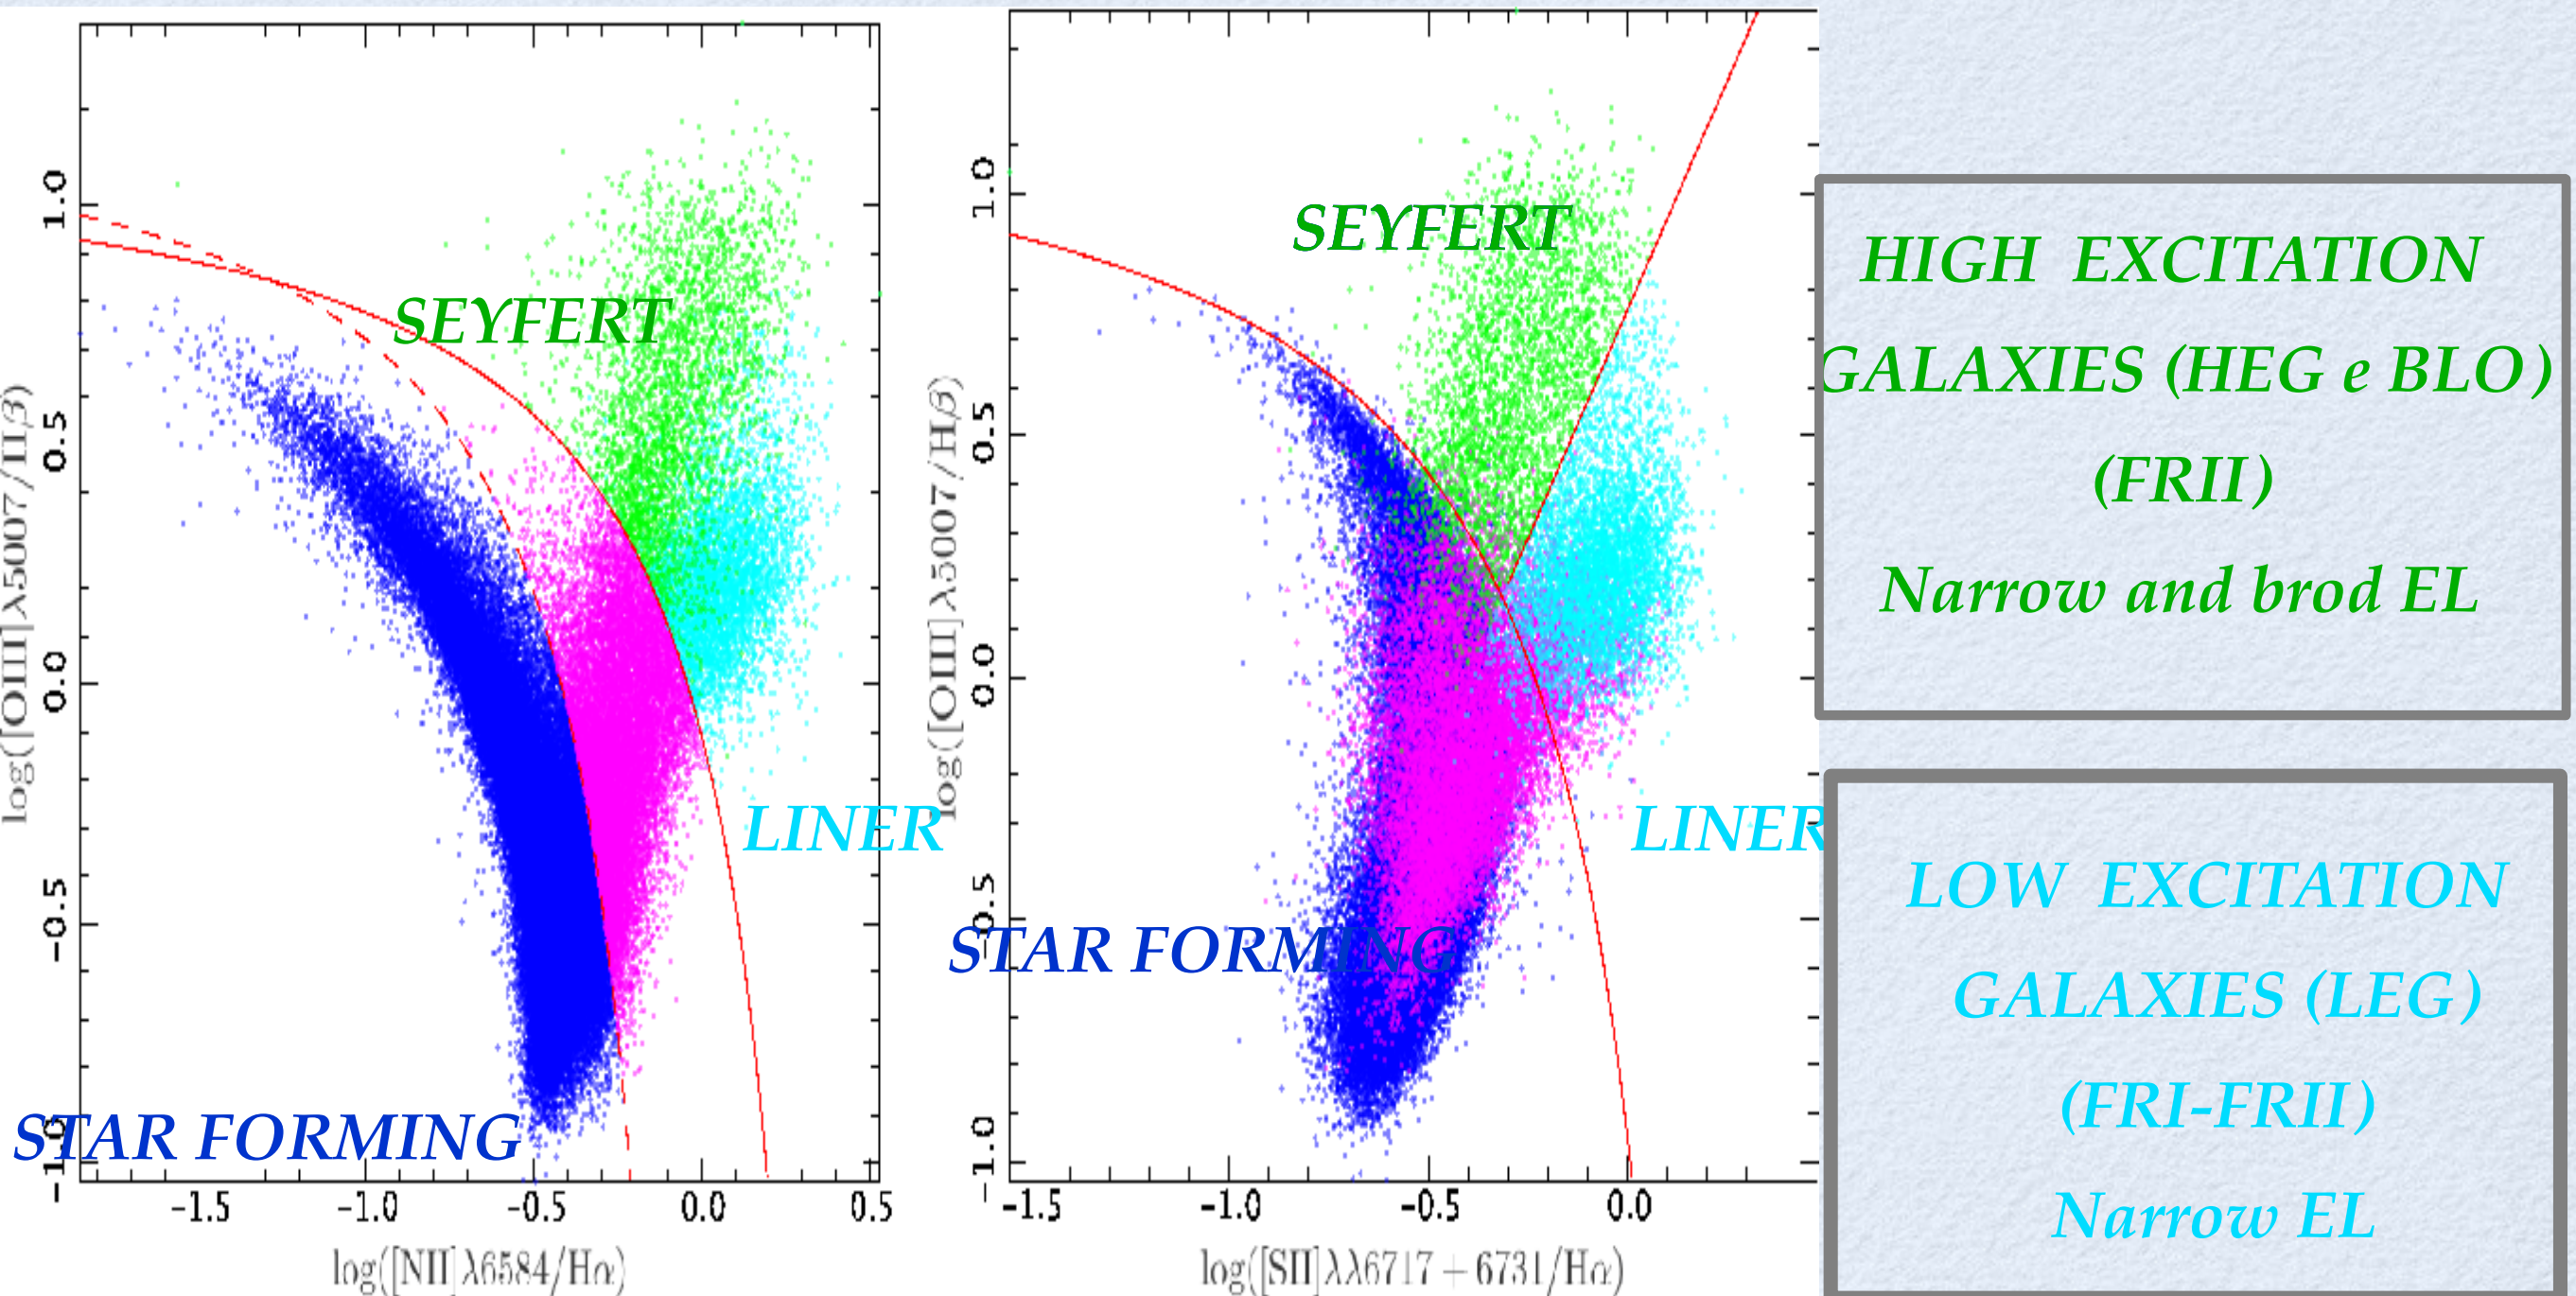 1.0
0.5
0.0
−0.5
−1.0
log([OIII]λ5007/Hβ)
SEYFERT
LINER
STAR FORMING
−1.5 −1.0 −0.5 0.0 0.5
log([NII]λ6584/Hα)
1.0
0.5
0.0
−0.5
−1.0
log([OIII]λ5007/Hβ)
SEYFERT
LINER
STAR FORMING
−1.5 −1.0 −0.5 0.0
log([SII]λλ6717+6731/Hα)
HIGH EXCITATION
GALAXIES (HEG e BLO)
(FRII)
Narrow and brod EL
LOW EXCITATION
GALAXIES (LEG)
(FRI-FRII)
Narrow EL